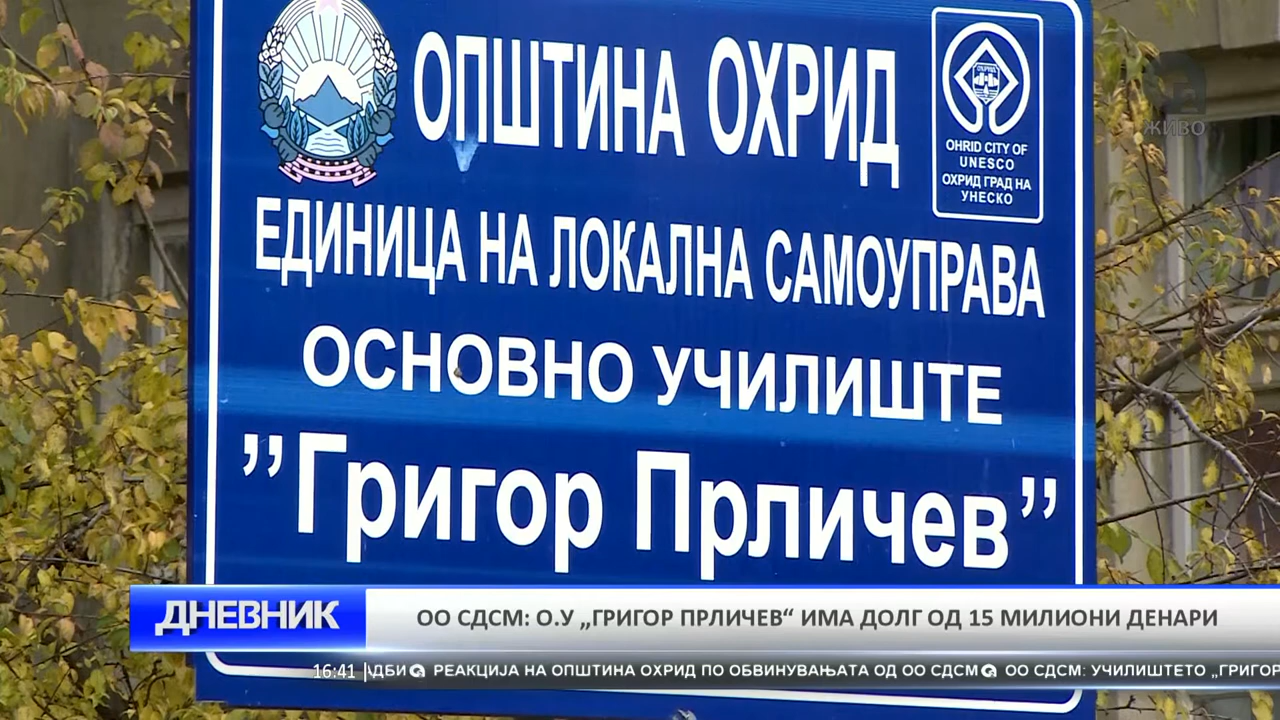 ОПШТИНА ОХРИД
ОХРИД
OHRID CITY OF
UNESCO
ОХРИД ГРАД НА
УНЕСКО
ЖИВО
ЕДИНИЦА НА ЛОКАЛНА САМОУПРАВА
ОСНОВНО УЧИЛИШТЕ
”Григор Прличев”
ДНЕВНИК
ОО СДСМ: О.У „ГРИГОР ПРЛИЧЕВ“ ИМА ДОЛГ ОД 15 МИЛИОНИ ДЕНАРИ
16:41 АДБИ РЕАКЦИЈА НА ОПШТИНА ОХРИД ПО ОБВИНУВАЊАТА ОД ОО СДСМ ОО СДСМ: УЧИЛИШТЕТО „ГРИГОР